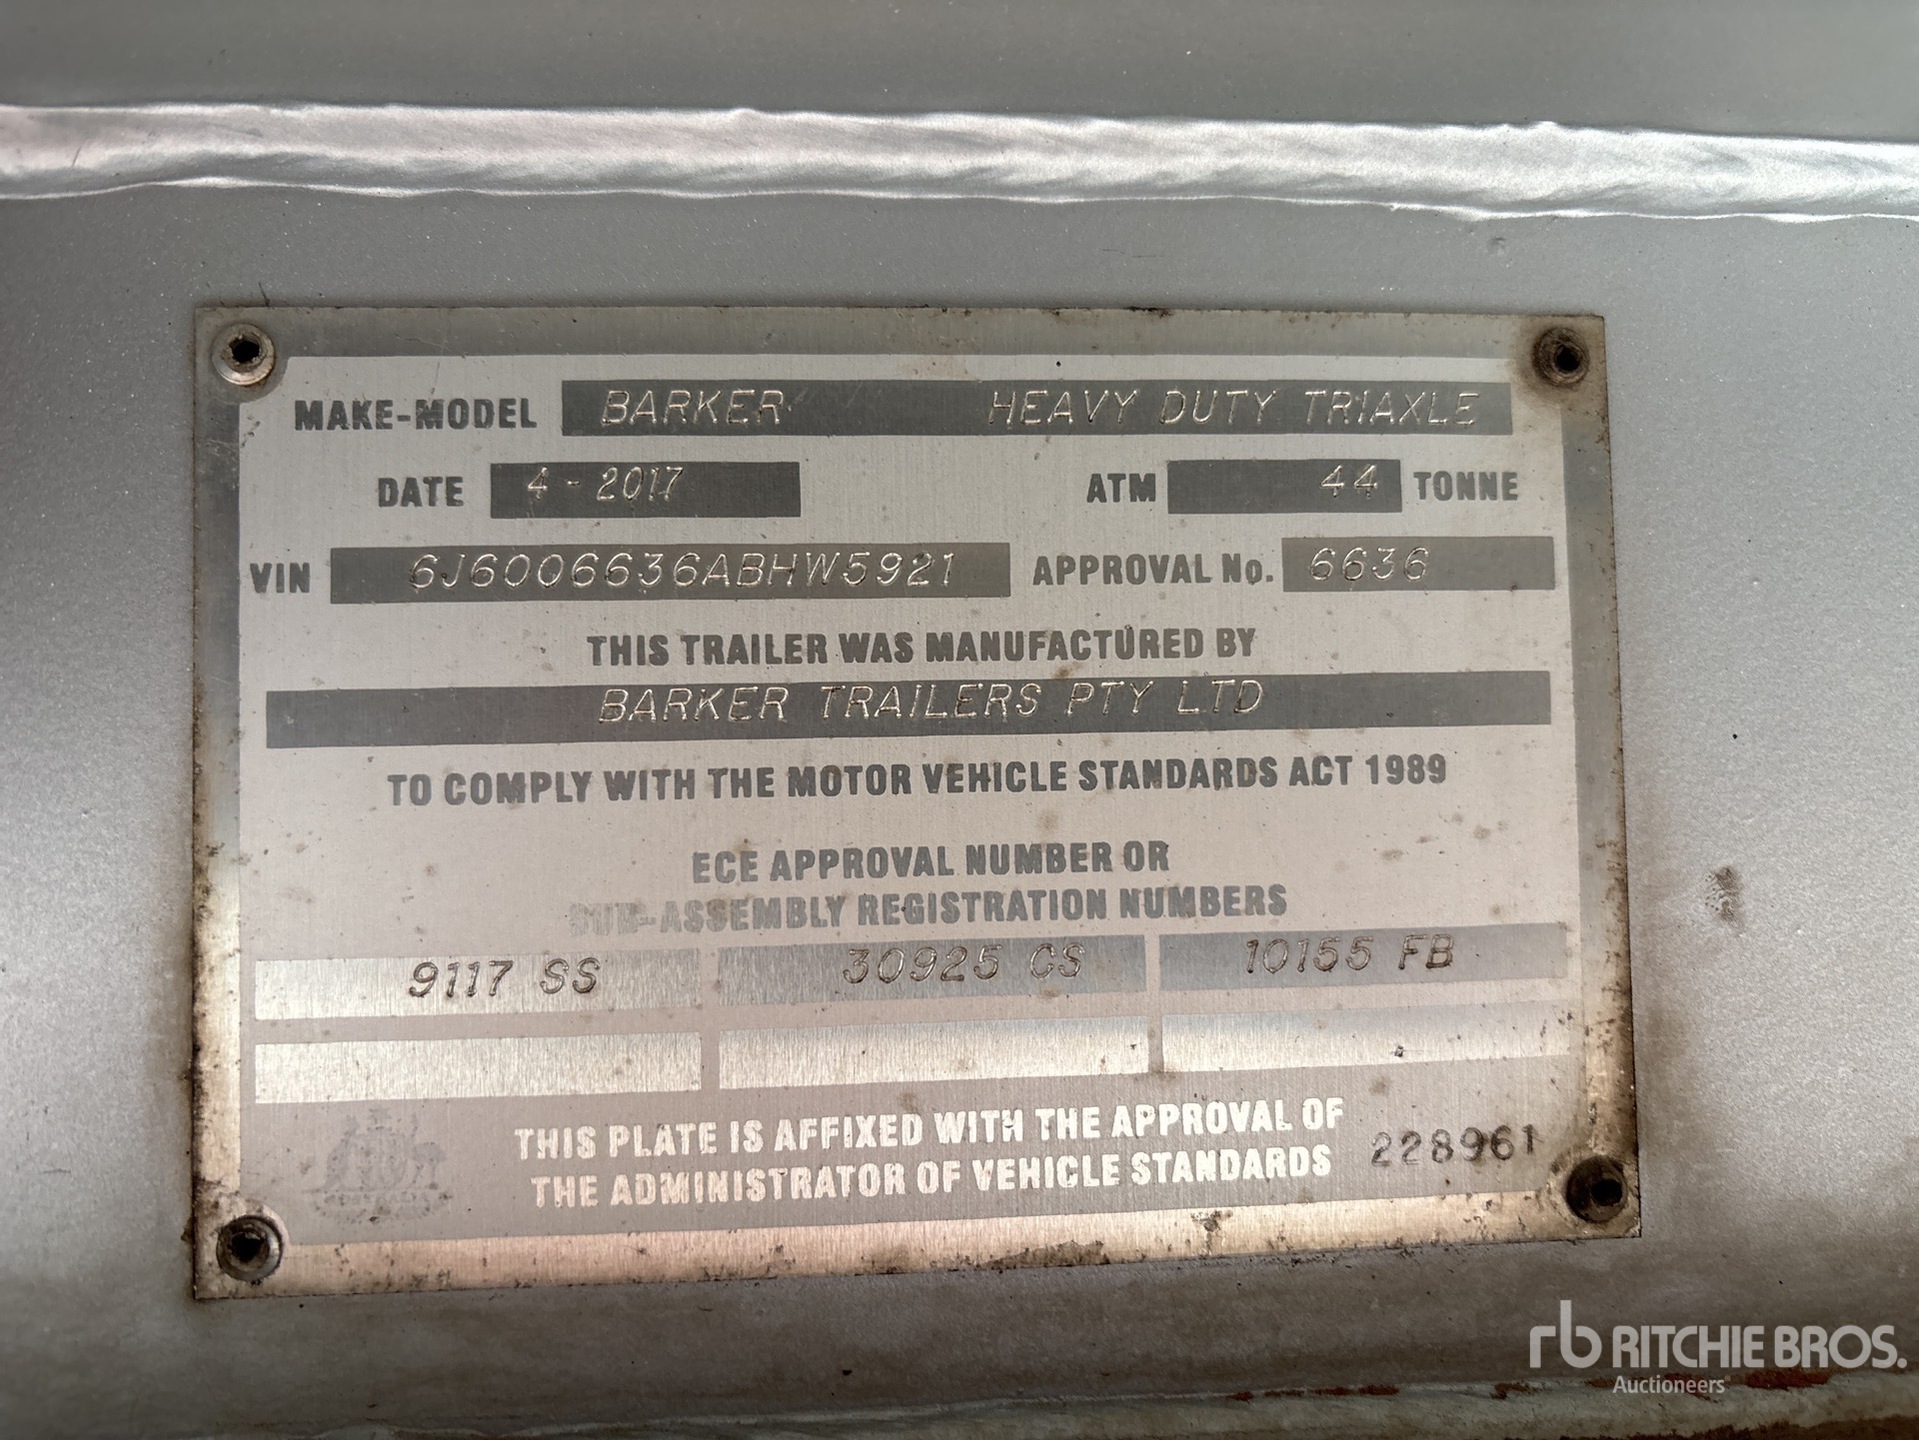 MAKE-MODEL BARKER HEAVY DUTY TRIAXLE
DATE 4 - 2017 ATM 44 TONNE
VIN 6J6006636ABHW5921 APPROVAL No. 6636
THIS TRAILER WAS MANUFACTURED BY
BARKER TRAILERS PTY LTD
TO COMPLY WITH THE MOTOR VEHICLE STANDARDS ACT 1989
ECE APPROVAL NUMBER OR
SUB-ASSEMBLY REGISTRATION NUMBERS
9117 SS 30925 CS 10155 FB
THIS PLATE IS AFFIXED WITH THE APPROVAL OF
THE ADMINISTRATOR OF VEHICLE STANDARDS 228961
rb RITCHIE BROS.
Auctioneers